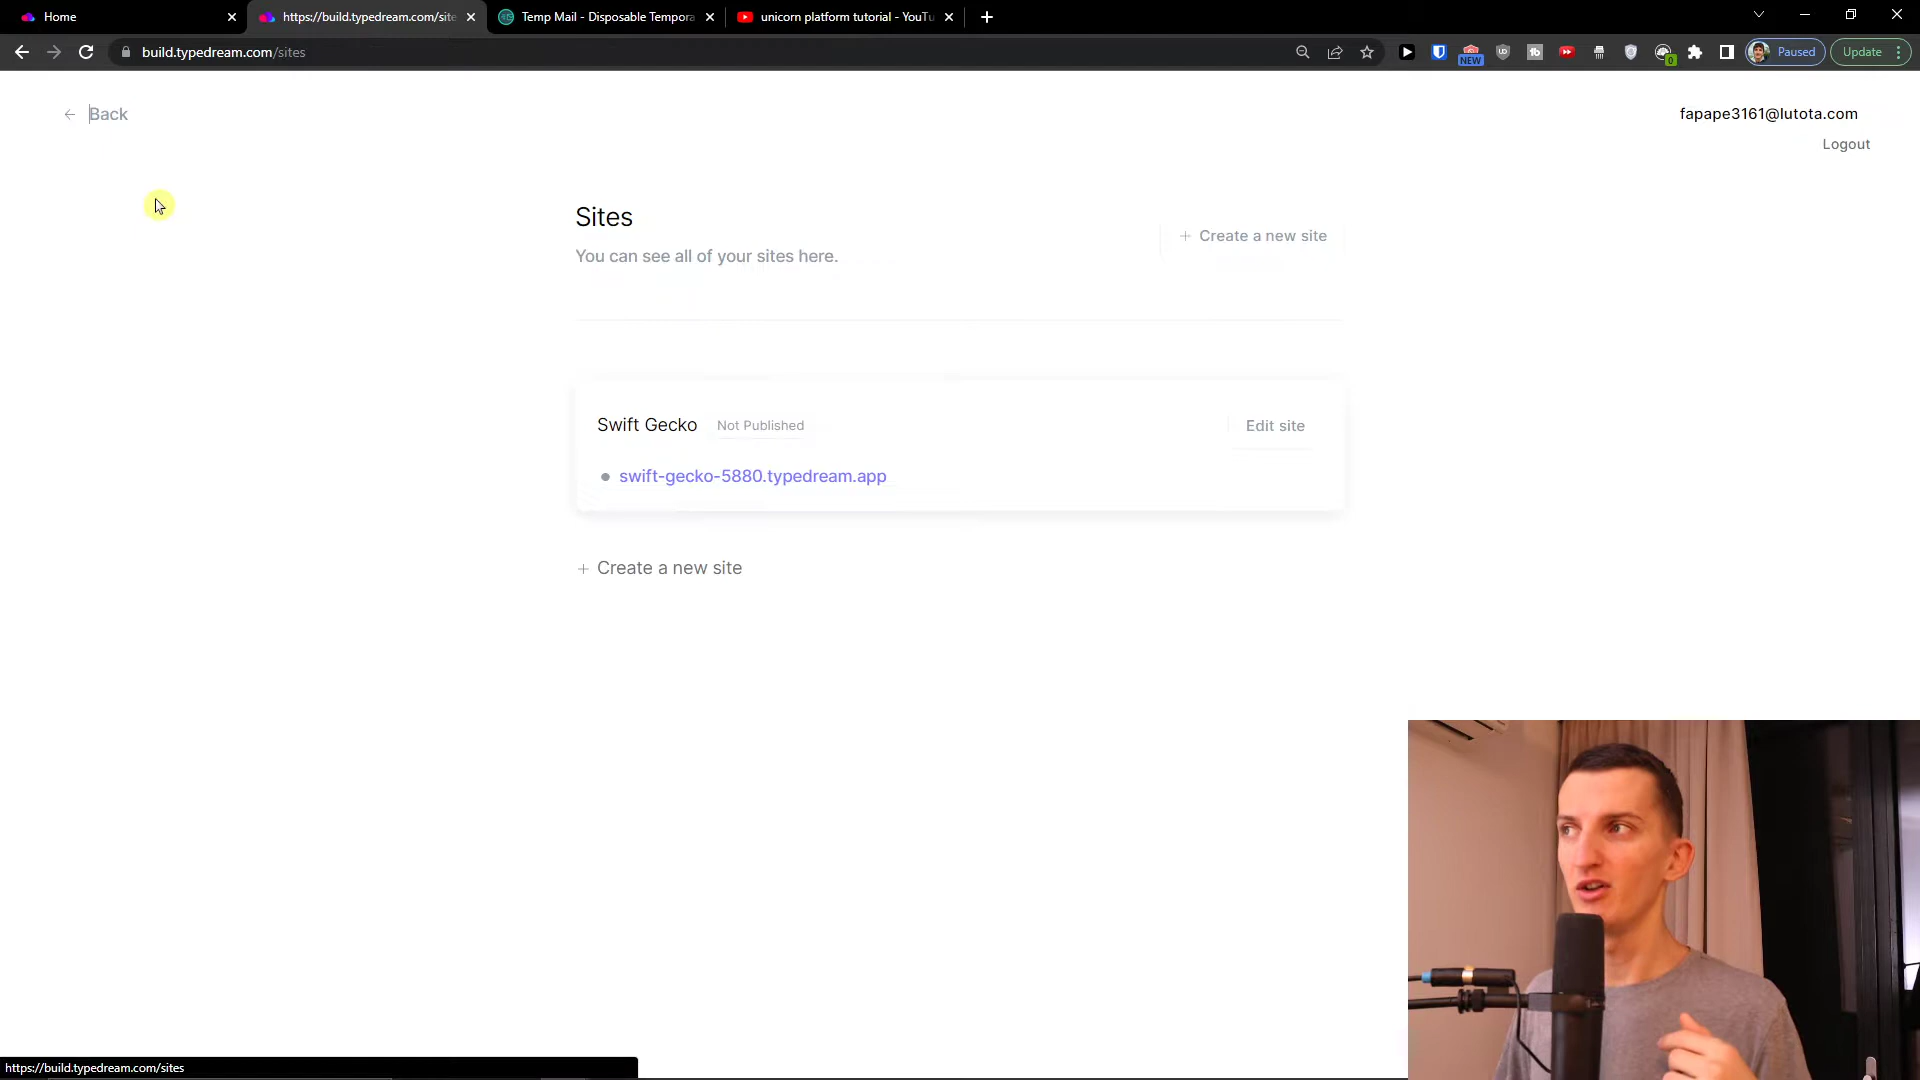 Home
https://build.typedream.com/site
Temp Mail - Disposable Tempora
unicorn platform tutorial - YouTu
build.typedream.com/sites
NEW
0
Paused
Update
Back
fapape3161@lutota.com
Logout
Sites
You can see all of your sites here.
+ Create a new site
Swift Gecko
Not Published
Edit site
swift-gecko-5880.typedream.app
+ Create a new site
https://build.typedream.com/sites